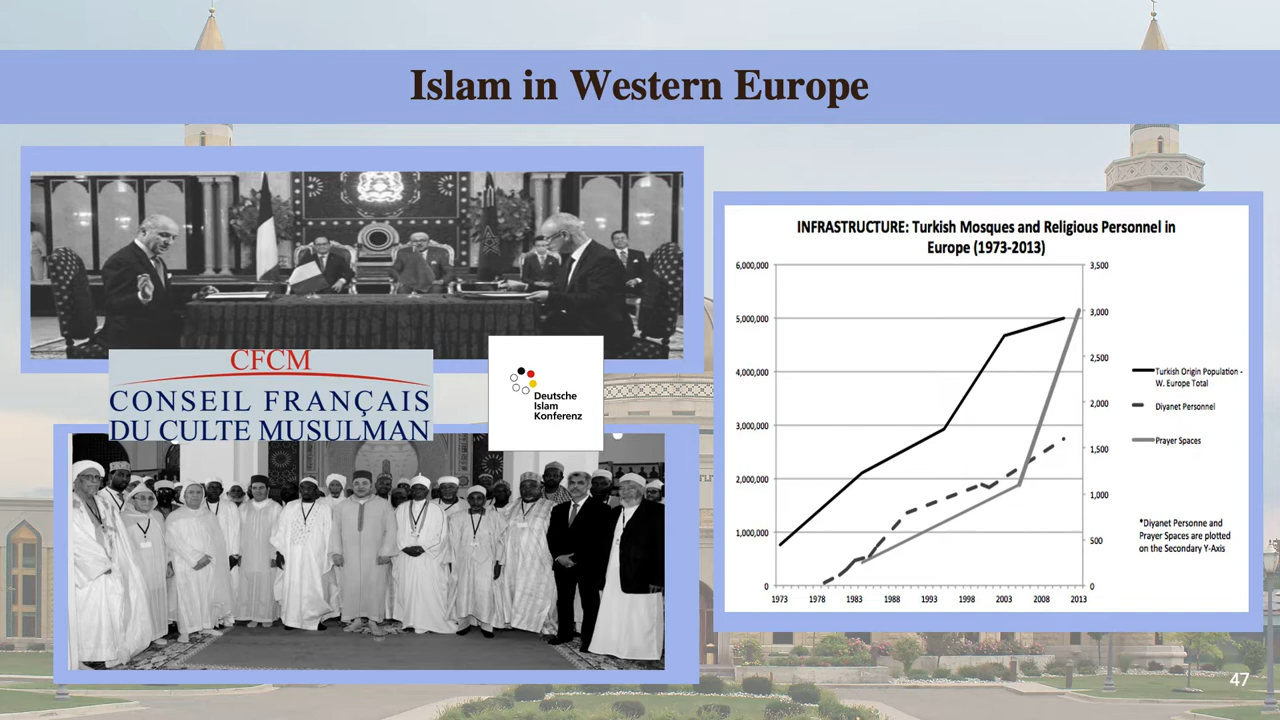 Islam in Western Europe
CFCM
CONSEIL FRANÇAIS
DU CULTE MUSULMAN
Deutsche
Islam
Konferenz
INFRASTRUCTURE: Turkish Mosques and Religious Personnel in
Europe (1973-2013)
6,000,000
5,000,000
4,000,000
3,000,000
2,000,000
1,000,000
0
3,500
3,000
2,500
2,000
1,500
1,000
500
0
1973 1978 1983 1988 1993 1998 2003 2008 2013
Turkish Origin Population -
W. Europe Total
Diyanet Personnel
Prayer Spaces
*Diyanet Personne and
Prayer Spaces are plotted
on the Secondary Y-Axis
47